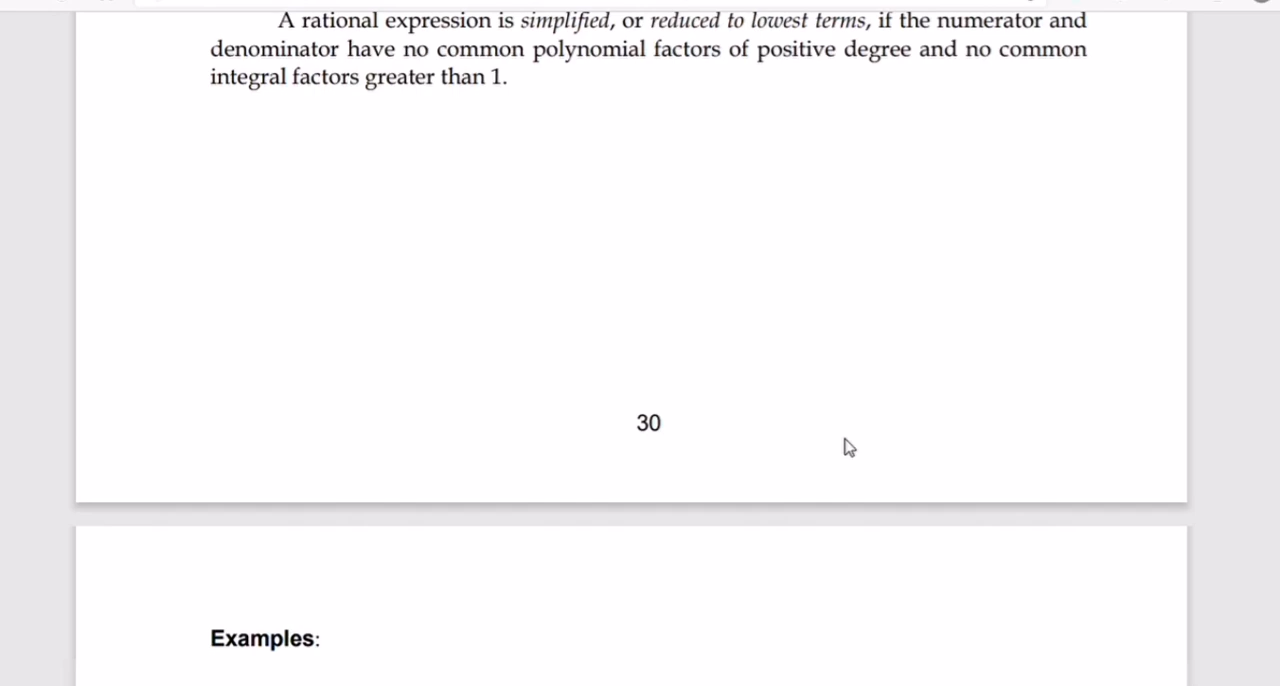 A rational expression is simplified, or reduced to lowest terms, if the numerator and
denominator have no common polynomial factors of positive degree and no common
integral factors greater than 1.
30
Examples: